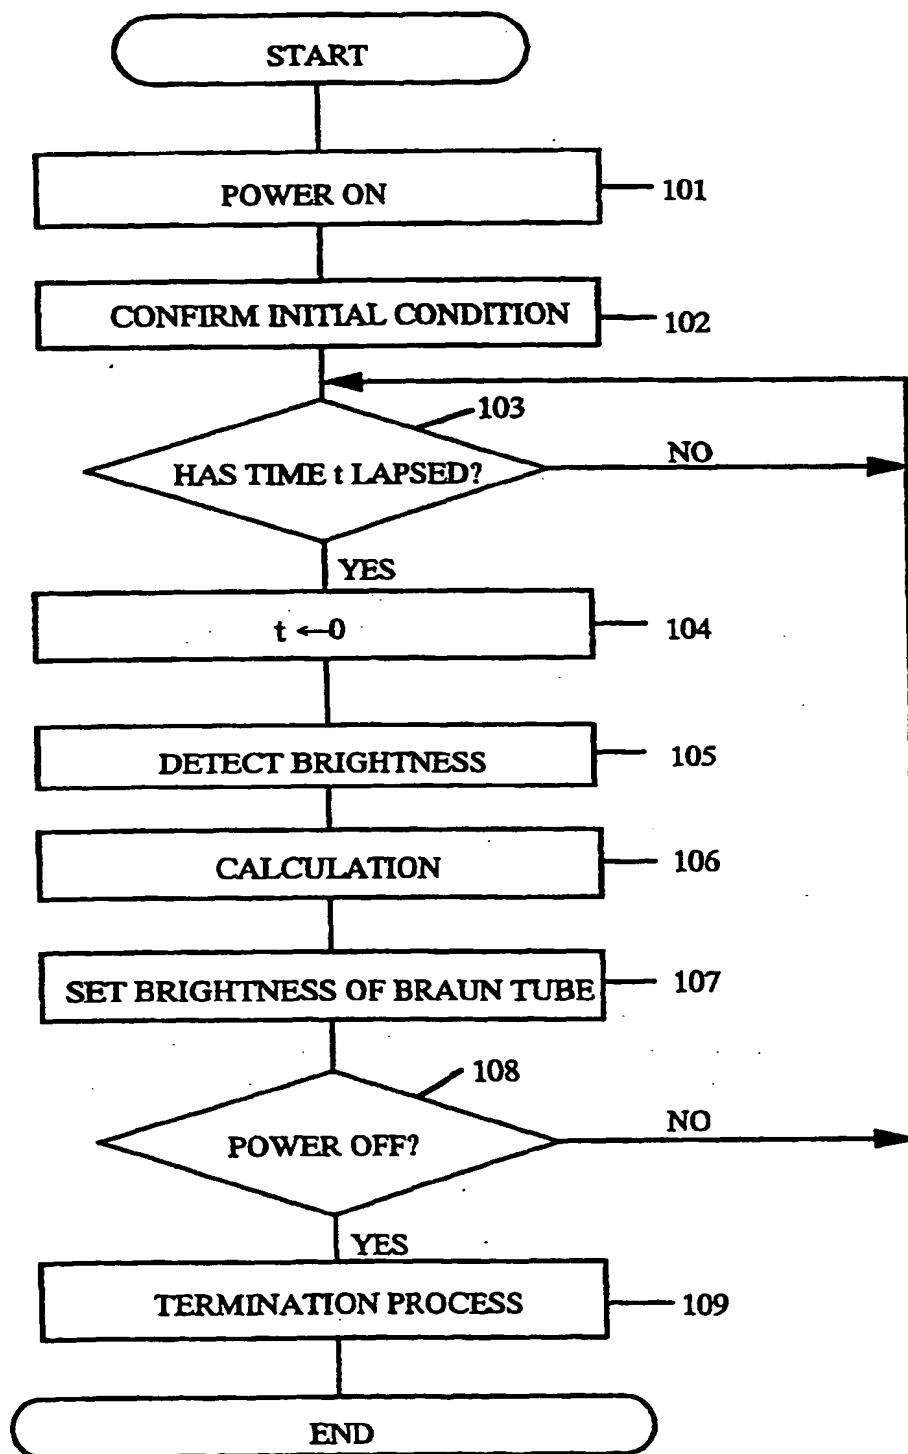 START
POWER ON
101
CONFIRM INITIAL CONDITION
102
103
HAS TIME t LAPSED?
NO
YES
t ←0
104
DETECT BRIGHTNESS
105
CALCULATION
106
SET BRIGHTNESS OF BRAUN TUBE
107
108
POWER OFF?
NO
YES
TERMINATION PROCESS
109
END